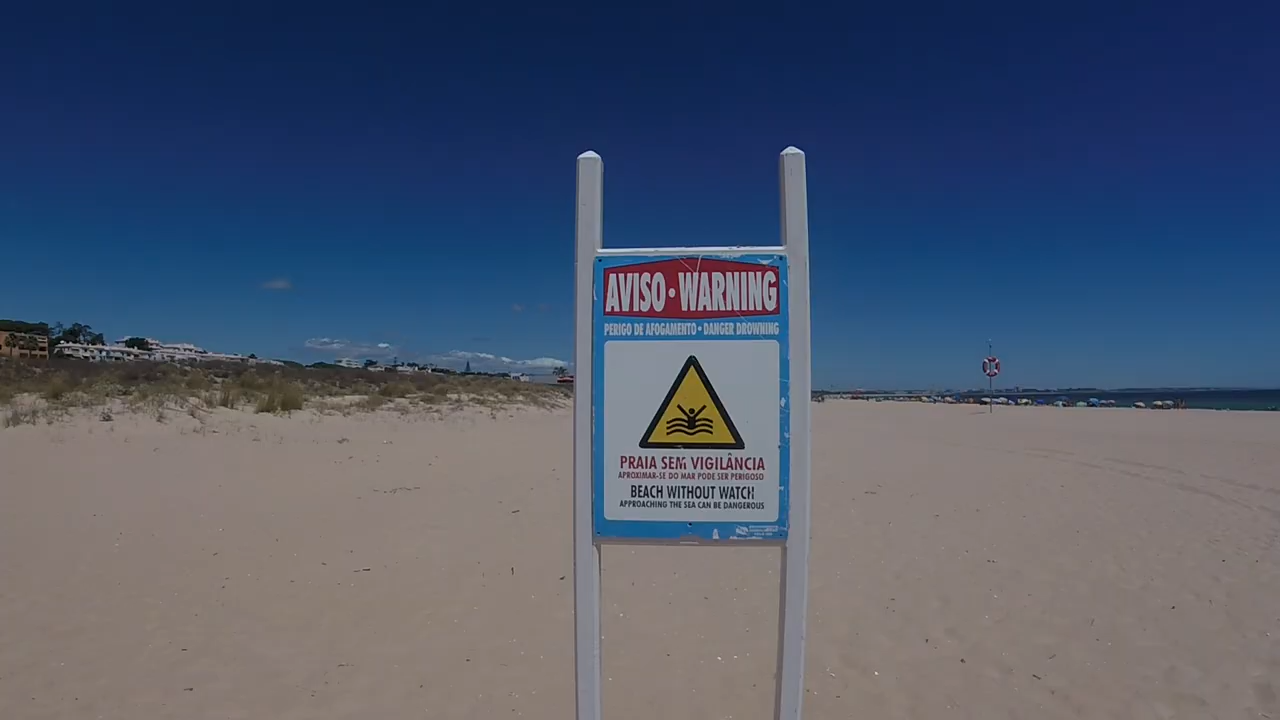 AVISO • WARNING
PERIGO DE AFOGAMENTO • DANGER DROWNING
PRAIA SEM VIGILÂNCIA
APROXIMAR-SE DO MAR PODE SER PERIGOSO
BEACH WITHOUT WATCH
APPROACHING THE SEA CAN BE DANGEROUS